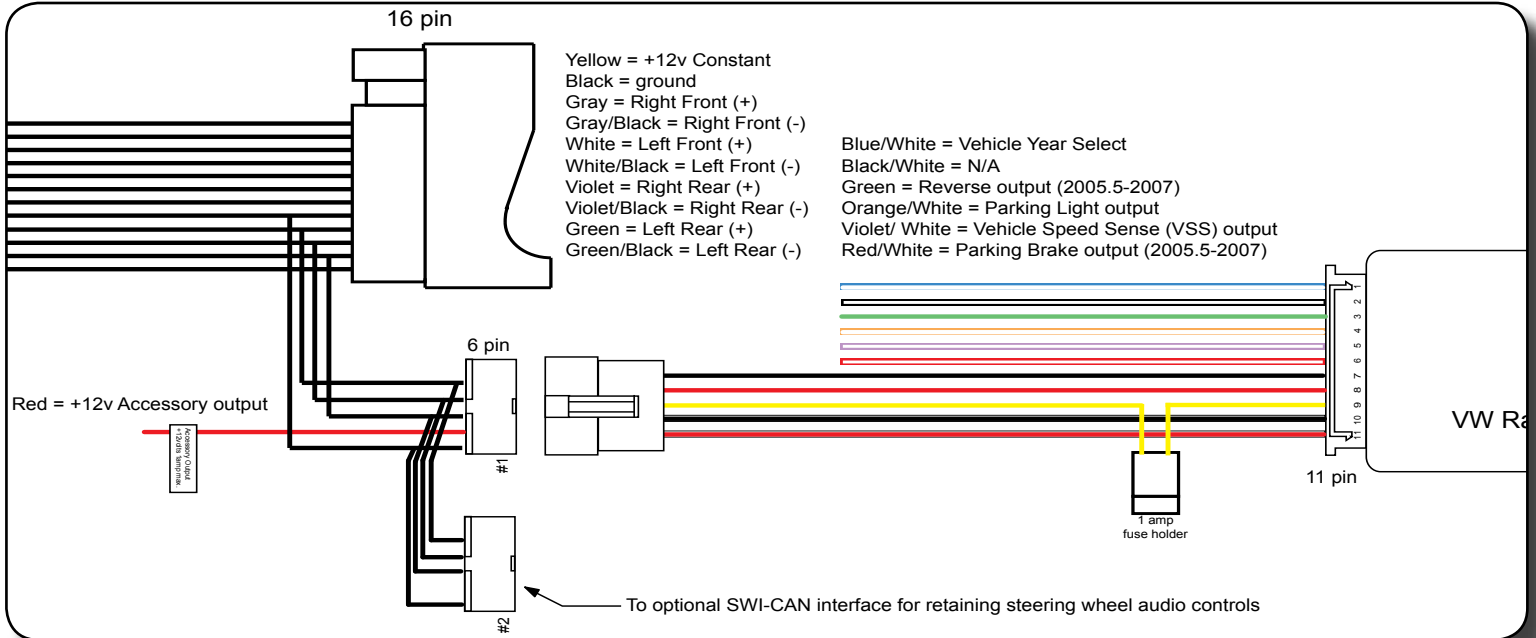 16 pin
Yellow = +12v Constant
Black = ground
Gray = Right Front (+)
Gray/Black = Right Front (-)
White = Left Front (+)
White/Black = Left Front (-)
Violet = Right Rear (+)
Violet/Black = Right Rear (-)
Green = Left Rear (+)
Green/Black = Left Rear (-)
Blue/White = Vehicle Year Select
Black/White = N/A
Green = Reverse output (2005.5-2007)
Orange/White = Parking Light output
Violet/ White = Vehicle Speed Sense (VSS) output
Red/White = Parking Brake output (2005.5-2007)
1
2
3
4
5
6
7
8
9
10
11
6 pin
Red = +12v Accessory output
Accessory Output
+12volts 1amp max.
#1
VW Ra
11 pin
1 amp
fuse holder
To optional SWI-CAN interface for retaining steering wheel audio controls
#2